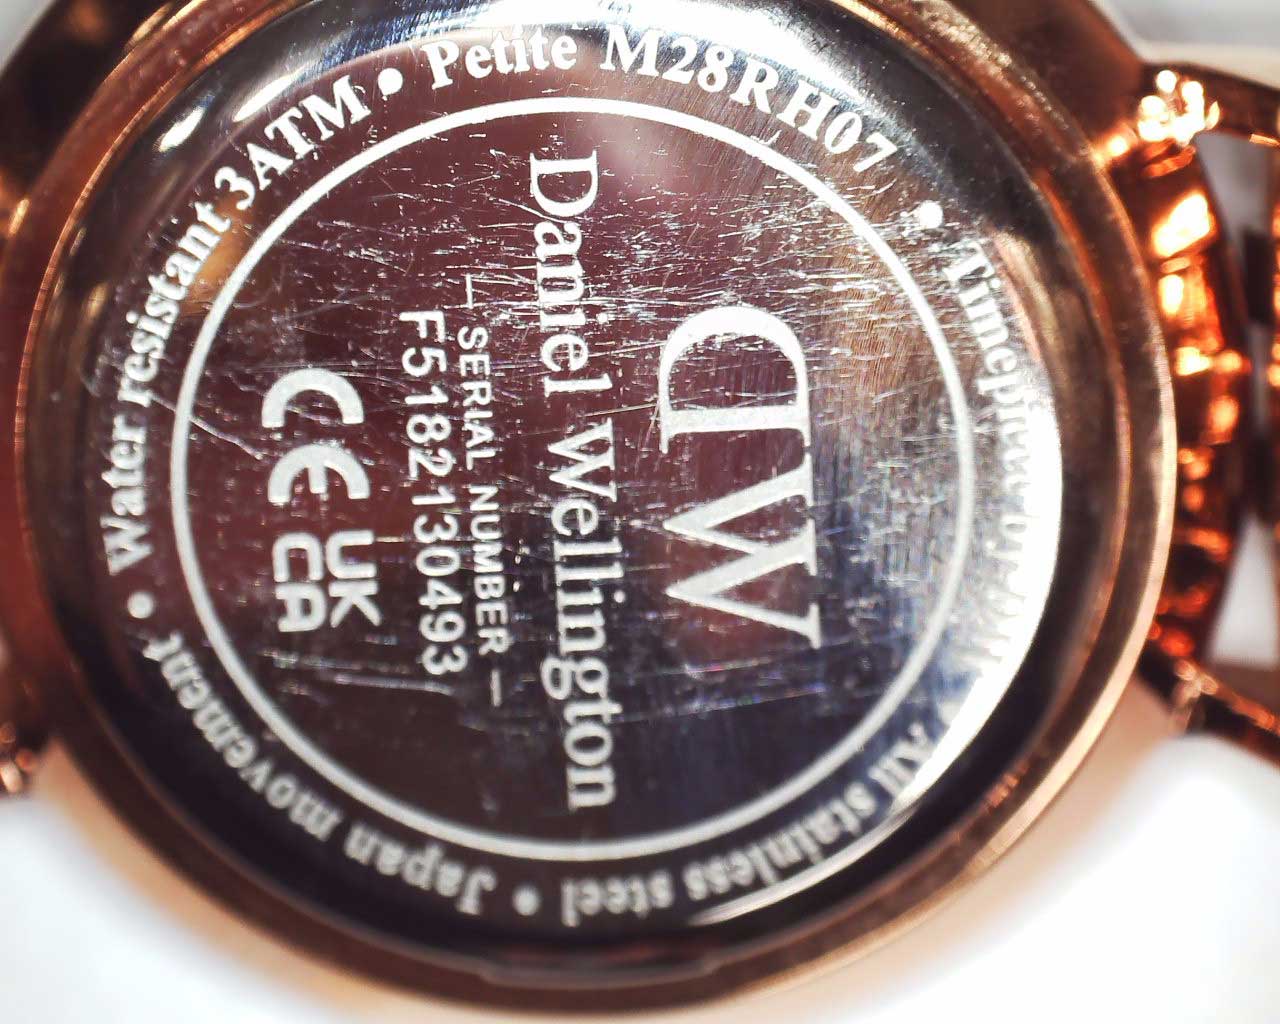 DW
Daniel Wellington
— SERIAL NUMBER —
F5182130493
CE UK
CA
Water resistant 3ATM • Petite M28RH07 • Timepiece • All stainless steel • Japan movement •